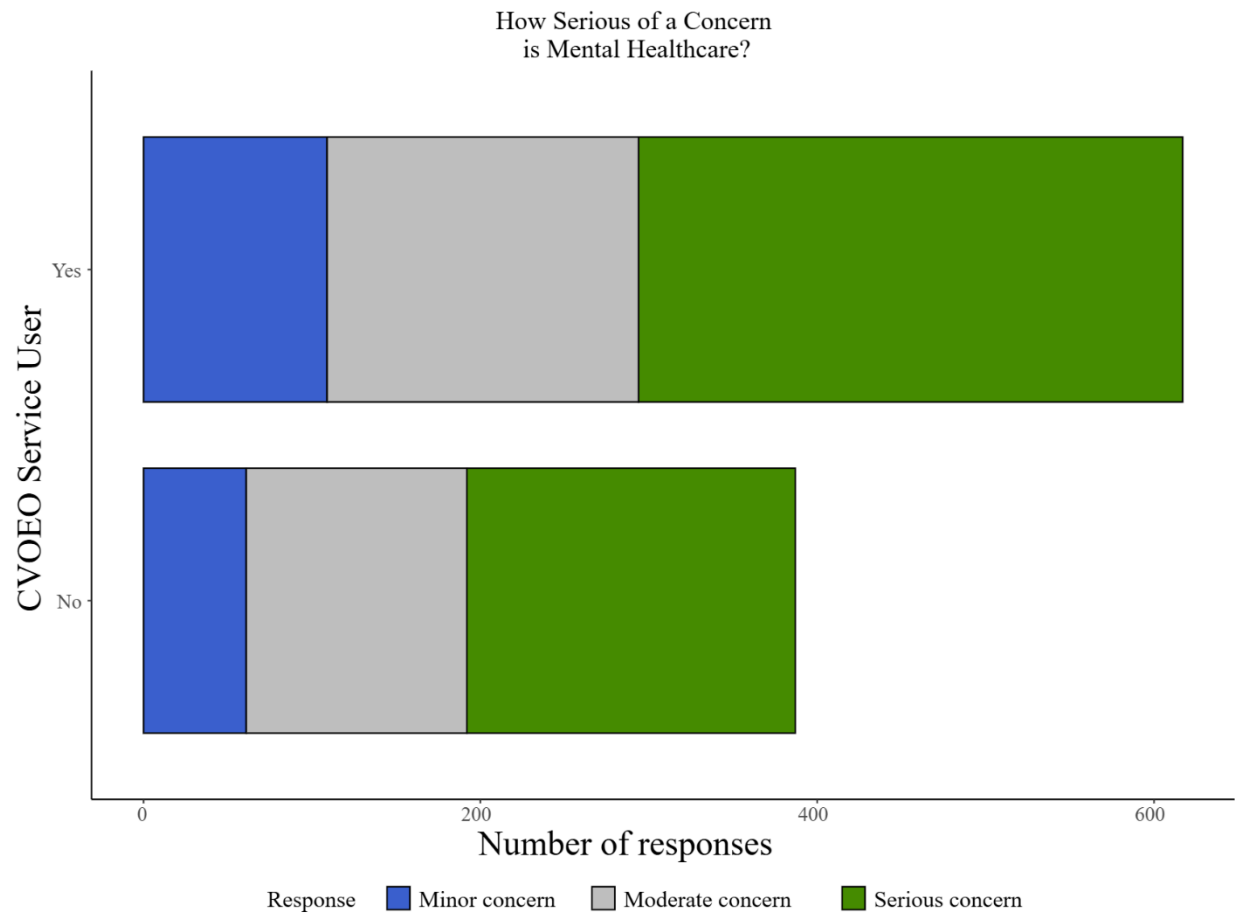 How Serious of a Concern
is Mental Healthcare?
CVOEO Service User
Yes
No
0 200 400 600
Number of responses
Response Minor concern Moderate concern Serious concern